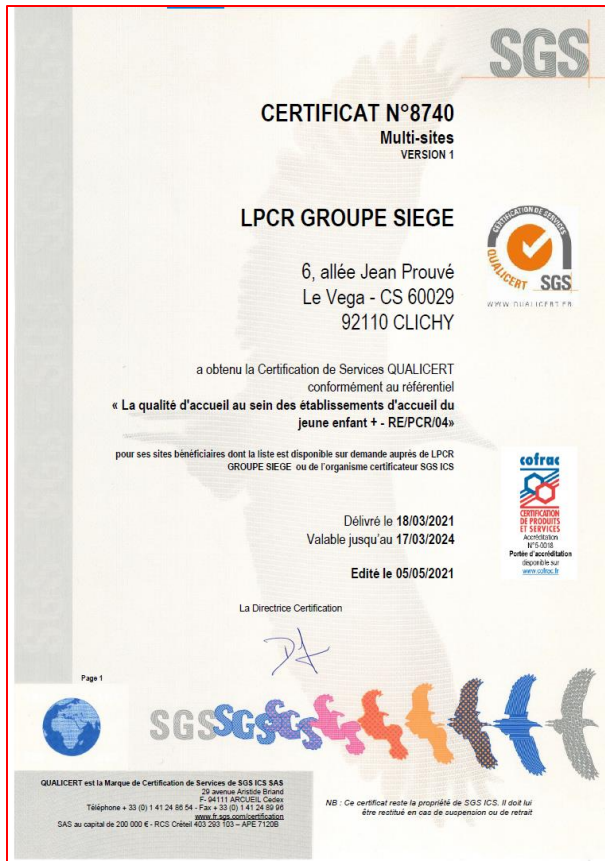 SGS
CERTIFICAT N°8740
Multi-sites
VERSION 1
LPCR GROUPE SIEGE
6, allée Jean Prouvé
Le Vega - CS 60029
92110 CLICHY
CERTIFICATION DE SERVICES
QUALICERT
SGS
WWW.QUALICERT.FR
a obtenu la Certification de Services QUALICERT
conformément au référentiel
« La qualité d'accueil au sein des établissements d'accueil du
jeune enfant + - RE/PCR/04»
pour ses sites bénéficiaires dont la liste est disponible sur demande auprès de LPCR
GROUPE SIEGE ou de l'organisme certificateur SGS ICS
cofrac
CERTIFICATION
DE PRODUITS
ET SERVICES
Accréditation
N°5-0018
Portée d'accréditation
disponible sur
www.cofrac.fr
Délivré le 18/03/2021
Valable jusqu'au 17/03/2024
Edité le 05/05/2021
La Directrice Certification
Page 1
SGS SGS SGS
QUALICERT est la Marque de Certification de Services de SGS ICS SAS
29 avenue Aristide Briand
F- 94111 ARCUEIL Cedex
Téléphone + 33 (0) 1 41 24 86 54 - Fax + 33 (0) 1 41 24 89 96
www.fr.sgs.com/certification
SAS au capital de 200 000 € - RCS Créteil 403 293 103 – APE 7120B
NB : Ce certificat reste la propriété de SGS ICS. Il doit lui
être restitué en cas de suspension ou de retrait